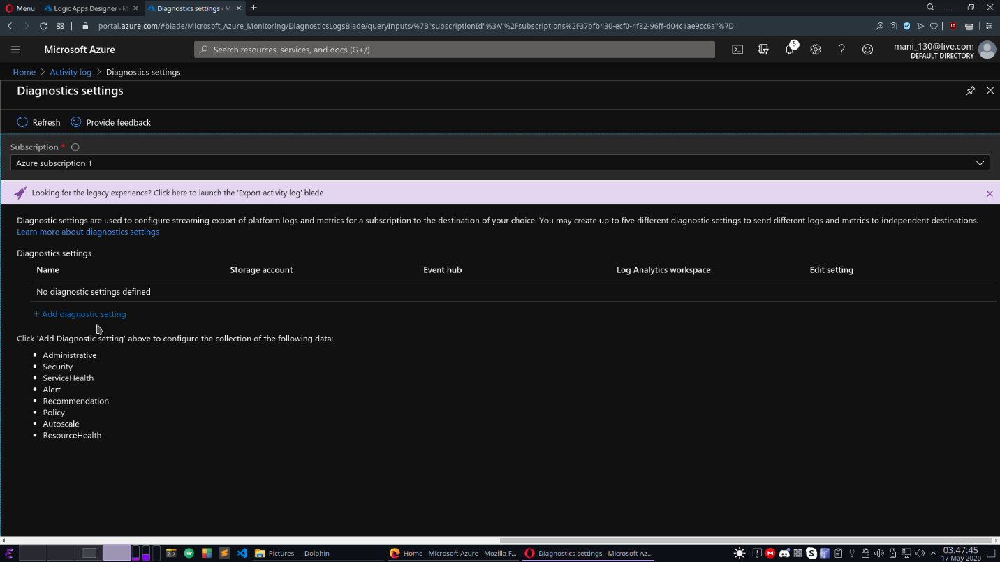 Menu
Logic Apps Designer - M
Diagnostics settings - M
portal.azure.com/#blade/Microsoft_Azure_Monitoring/DiagnosticsLogsBlade/queryInputs/%7B"subscriptionId"%3A"%2Fsubscriptions%2F37bfb430-ecf0-4f82-96ff-d04c1ae9cc6a"%7D
Microsoft Azure
Search resources, services, and docs (G+/)
5
mani_130@live.com
DEFAULT DIRECTORY
Home > Activity log > Diagnostics settings
Diagnostics settings
Refresh
Provide feedback
Subscription *
Azure subscription 1
Looking for the legacy experience? Click here to launch the 'Export activity log' blade
Diagnostic settings are used to configure streaming export of platform logs and metrics for a subscription to the destination of your choice. You may create up to five different diagnostic settings to send different logs and metrics to independent destinations.
Learn more about diagnostics settings
Diagnostics settings
Name Storage account Event hub Log Analytics workspace Edit setting
No diagnostic settings defined
+ Add diagnostic setting
Click 'Add Diagnostic setting' above to configure the collection of the following data:
• Administrative
• Security
• ServiceHealth
• Alert
• Recommendation
• Policy
• Autoscale
• ResourceHealth
Pictures — Dolphin
Home - Microsoft Azure - Mozilla F...
Diagnostics settings - Microsoft Az...
03:47:45
17 May 2020